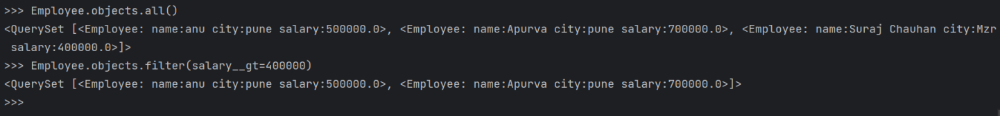 >>> Employee.objects.all()
<QuerySet [<Employee: name:anu city:pune salary:500000.0>, <Employee: name:Apurva city:pune salary:700000.0>, <Employee: name:Suraj Chauhan city:Mzr
 salary:400000.0>]>
>>> Employee.objects.filter(salary__gt=400000)
<QuerySet [<Employee: name:anu city:pune salary:500000.0>, <Employee: name:Apurva city:pune salary:700000.0>]>
>>>